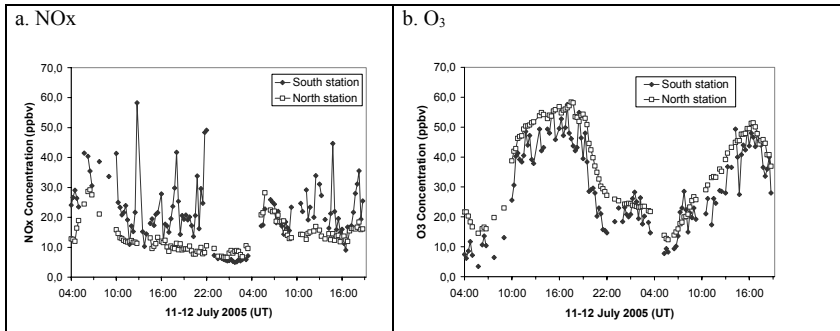 a. NOx
70,0
60,0
50,0
40,0
30,0
20,0
10,0
0,0
NOx Concentration (ppbv)
South station
North station
04:00 10:00 16:00 22:00 04:00 10:00 16:00
11-12 July 2005 (UT)
b. O₃
70,0
60,0
50,0
40,0
30,0
20,0
10,0
0,0
O3 Concentration (ppbv)
South station
North station
04:00 10:00 16:00 22:00 04:00 10:00 16:00
11-12 July 2005 (UT)